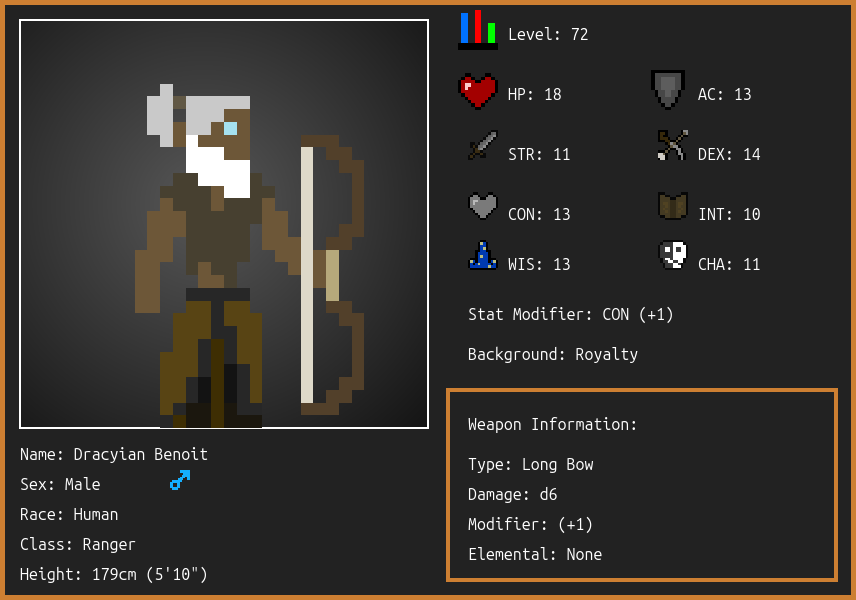 Level: 72
HP: 18
AC: 13
STR: 11
DEX: 14
CON: 13
INT: 10
WIS: 13
CHA: 11
Stat Modifier: CON (+1)
Background: Royalty
Weapon Information:
Type: Long Bow
Damage: d6
Modifier: (+1)
Elemental: None
Name: Dracyian Benoit
Sex: Male
Race: Human
Class: Ranger
Height: 179cm (5'10")